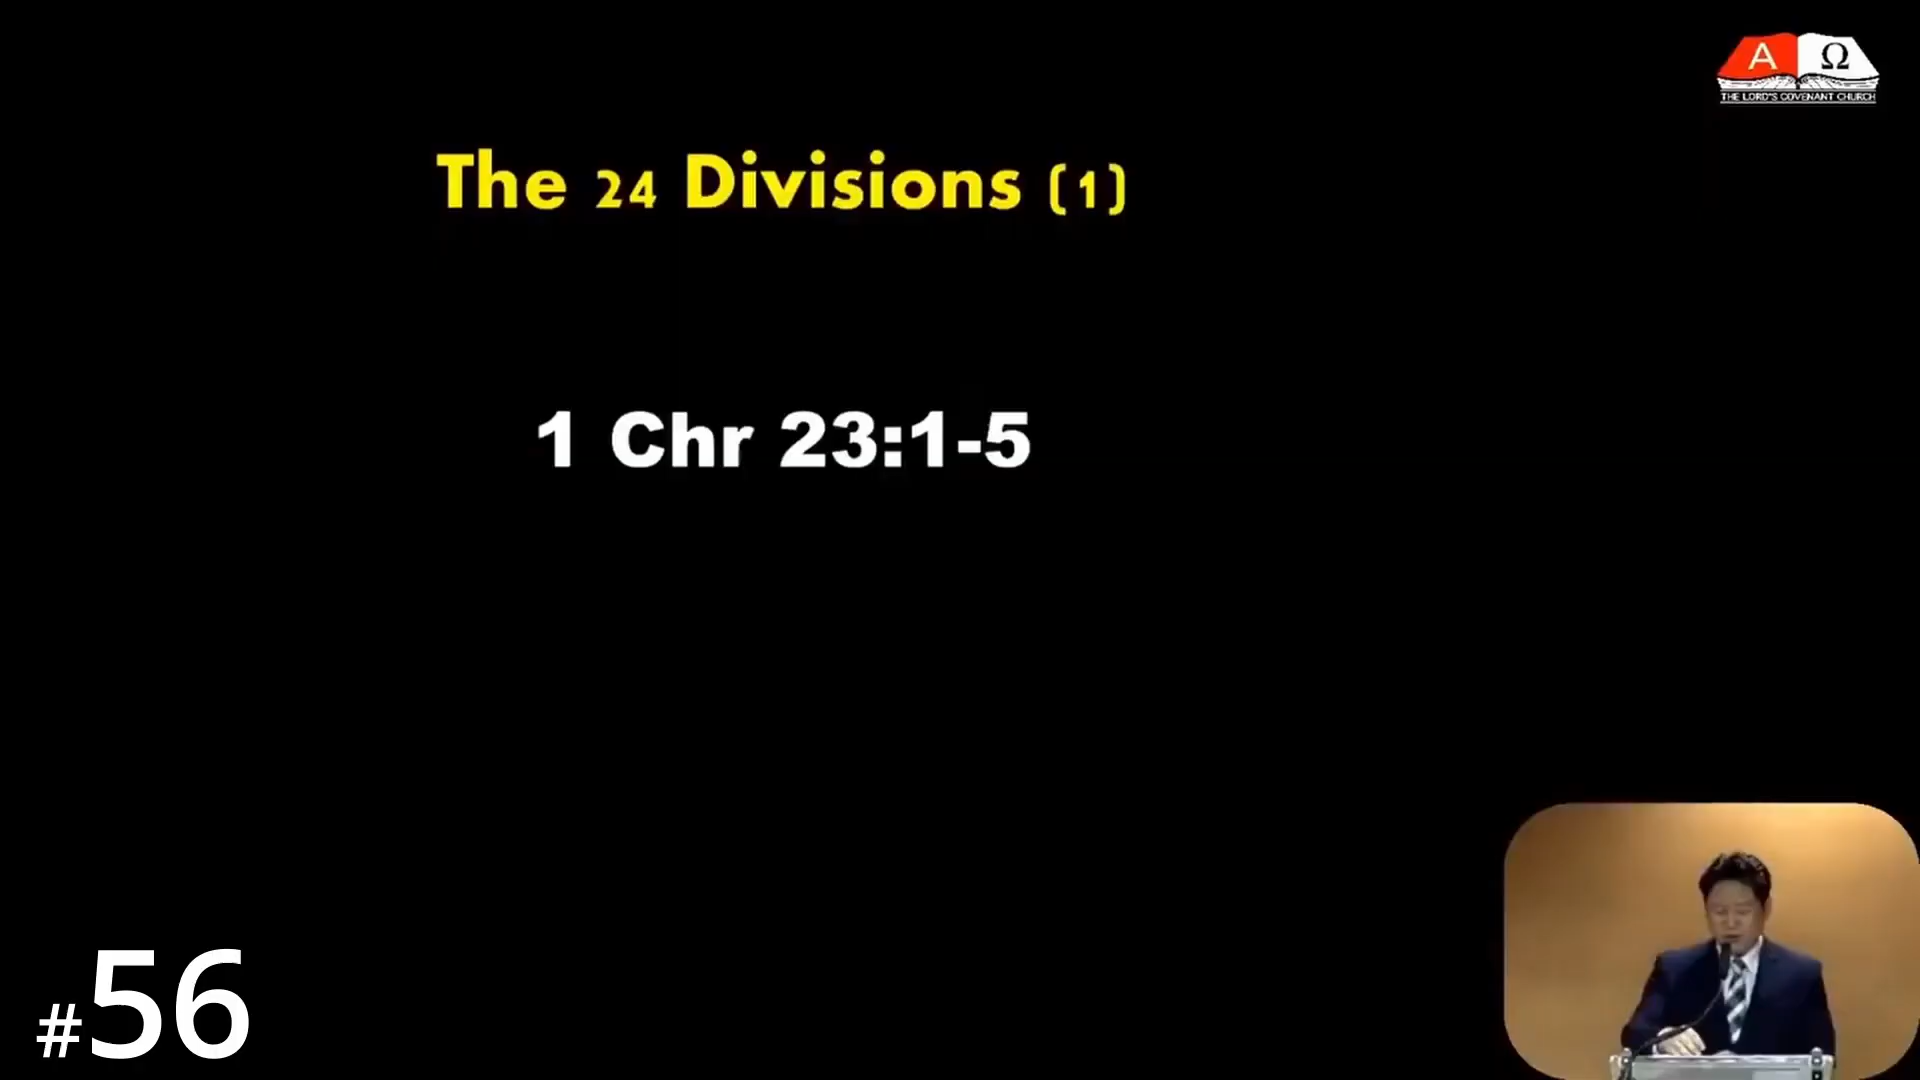 A Ω
THE LORD'S COVENANT CHURCH
The 24 Divisions (1)
1 Chr 23:1-5
#56